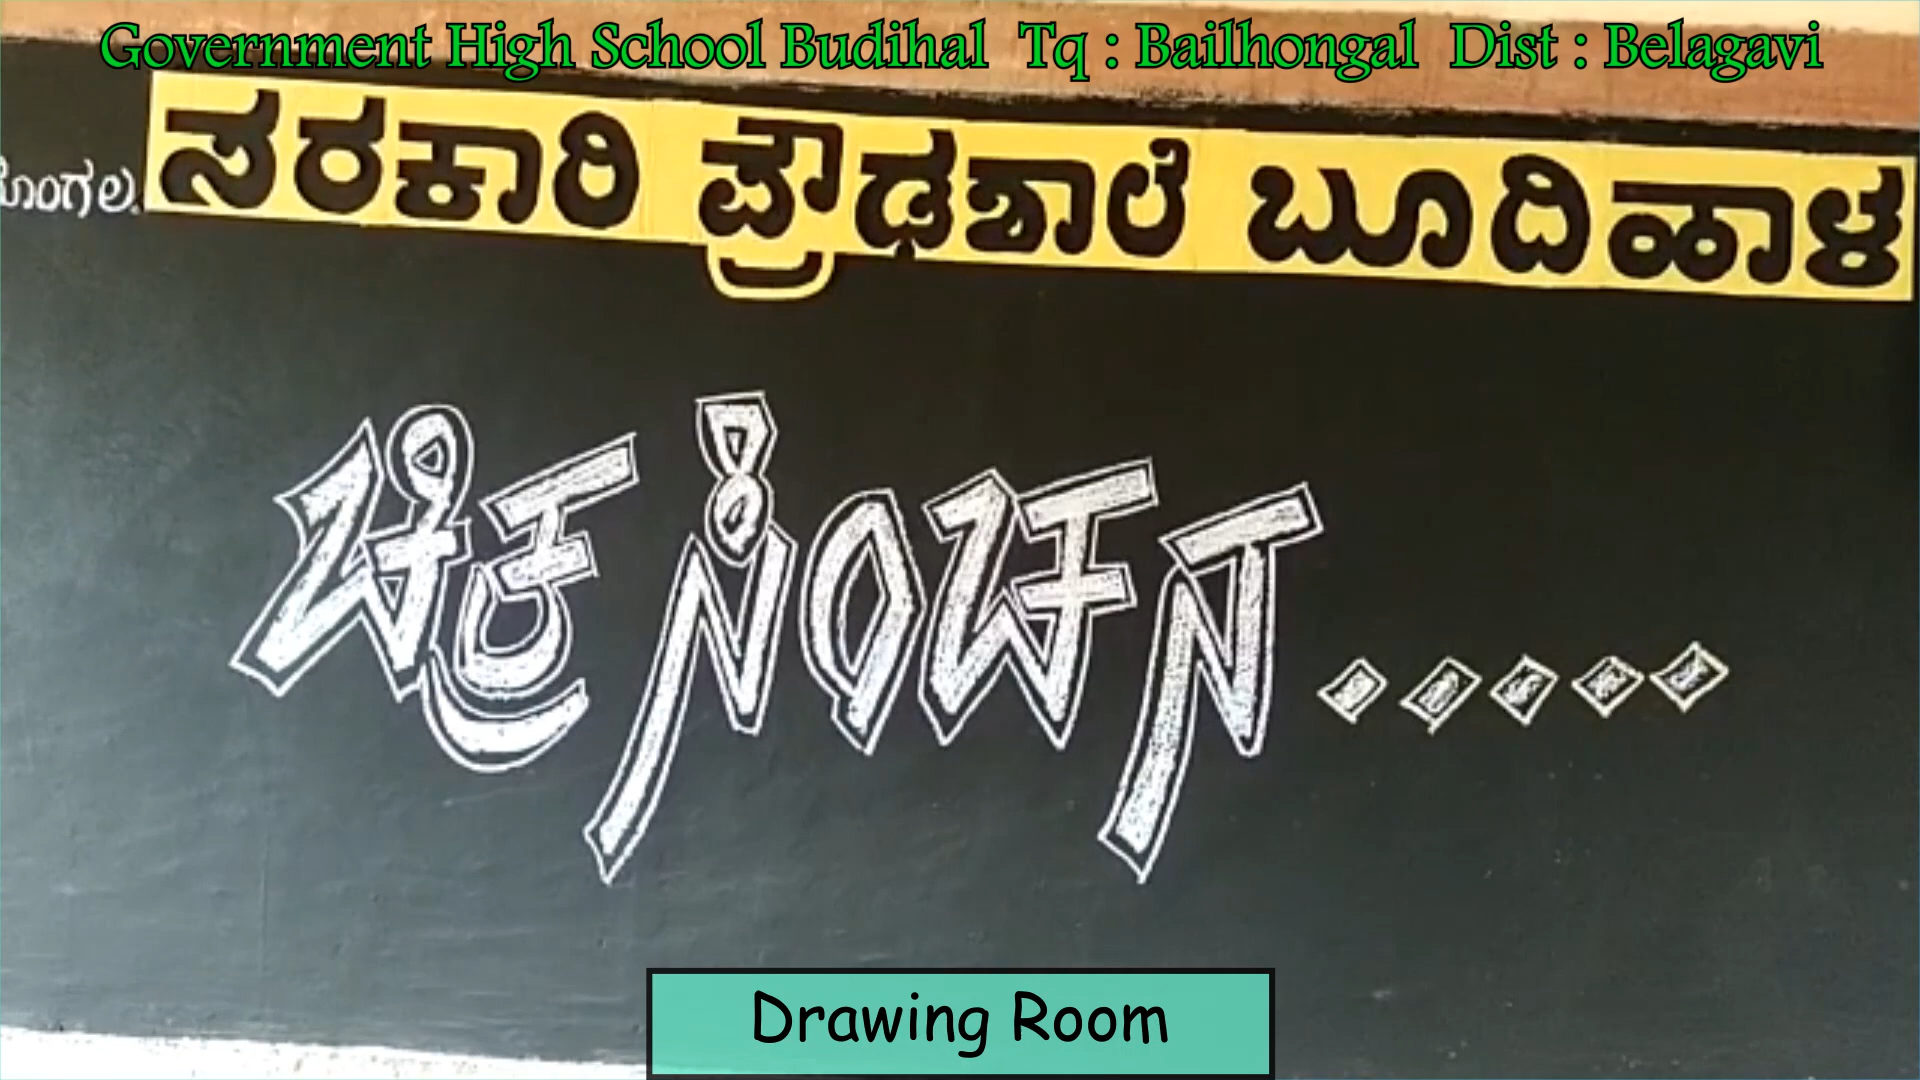 Government High School Budihal Tq : Bailhongal Dist : Belagavi
ಸರಕಾರಿ ಪ್ರೌಢಶಾಲೆ ಬೂದಿಹಾಳ
ಚಿತ್ರ ಸಿಂಚನ.....
Drawing Room